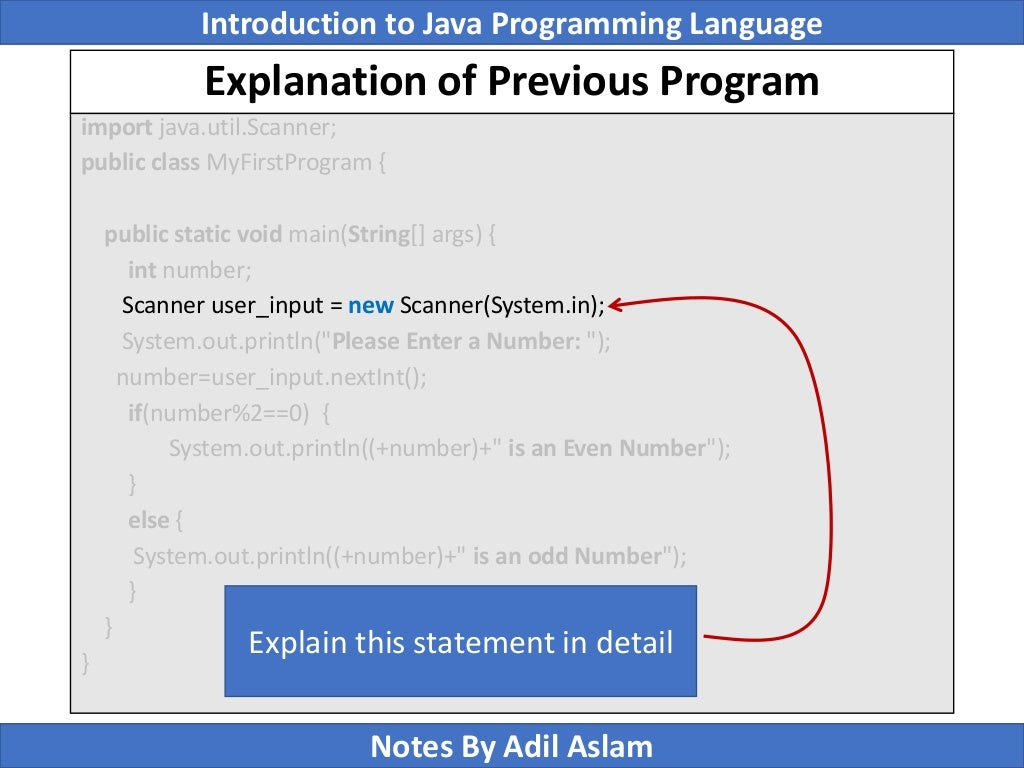 Introduction to Java Programming Language
Explanation of Previous Program
import java.util.Scanner;
public class MyFirstProgram {
public static void main(String[] args) {
int number;
Scanner user_input = new Scanner(System.in);
System.out.println("Please Enter a Number: ");
number=user_input.nextInt();
if(number%2==0) {
System.out.println((+number)+" is an Even Number");
}
else {
System.out.println((+number)+" is an odd Number");
}
}
}
Explain this statement in detail
Notes By Adil Aslam